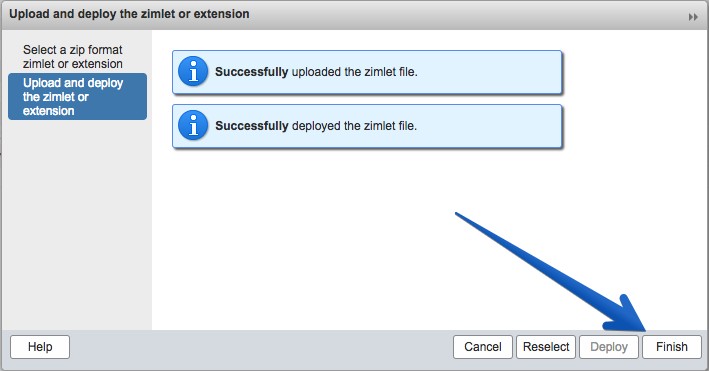 Upload and deploy the zimlet or extension
Select a zip format
zimlet or extension
Upload and deploy
the zimlet or
extension
Successfully uploaded the zimlet file.
Successfully deployed the zimlet file.
Help
Cancel
Reselect
Deploy
Finish